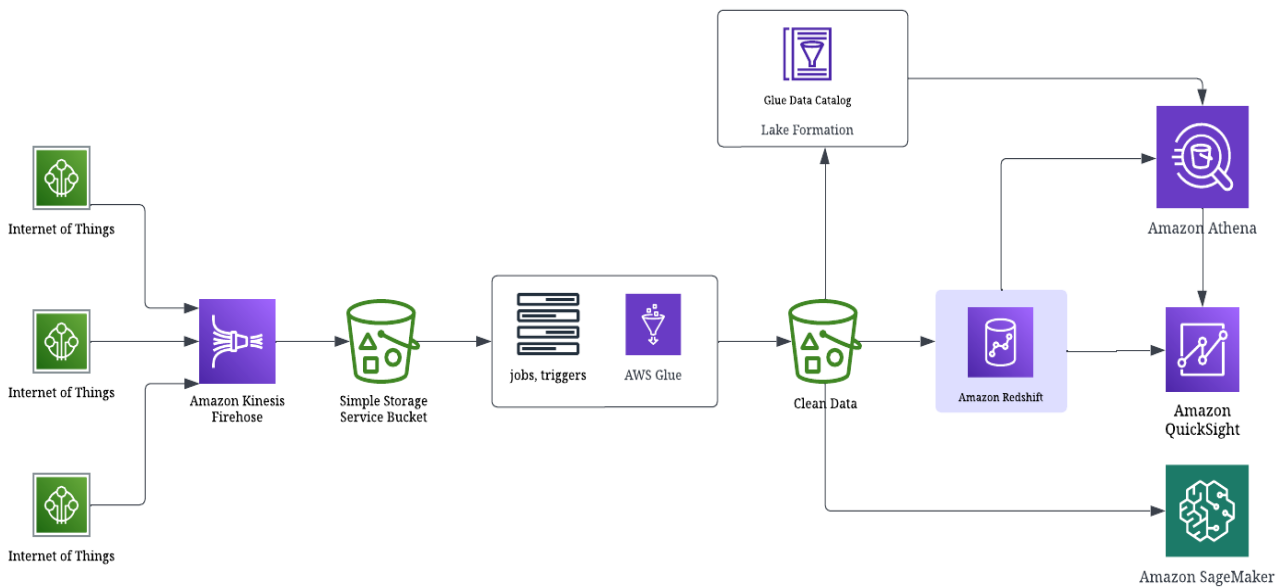 Glue Data Catalog
Lake Formation
Internet of Things
Amazon Athena
Internet of Things
Amazon Kinesis
Firehose
Simple Storage
Service Bucket
jobs, triggers
AWS Glue
Clean Data
Amazon Redshift
Amazon
QuickSight
Internet of Things
Amazon SageMaker